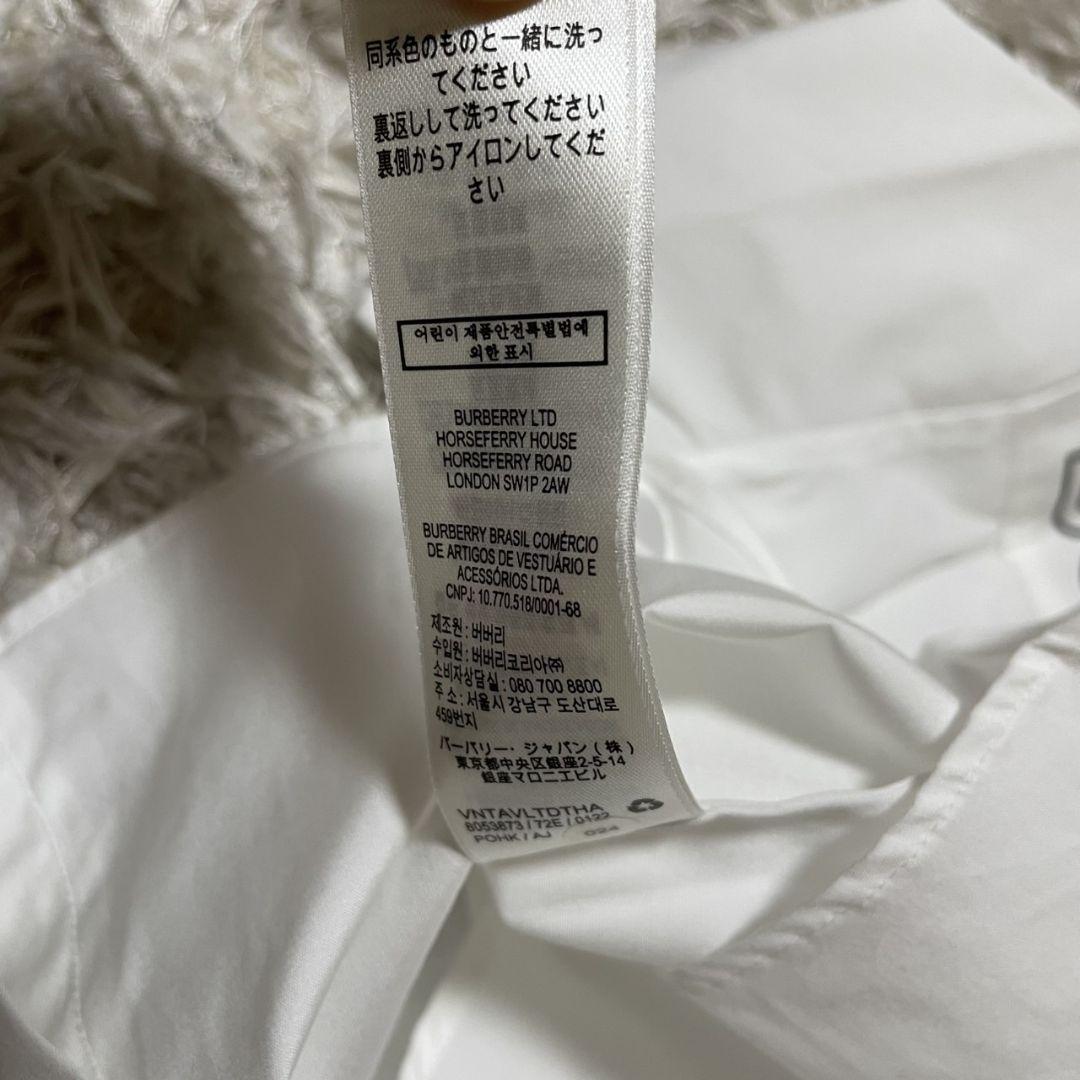 同系色のものと一緒に洗っ
てください
裏返しして洗ってください
裏側からアイロンしてくだ
さい
어린이 제품안전특별법에
의한 표시
BURBERRY LTD
HORSEFERRY HOUSE
HORSEFERRY ROAD
LONDON SW1P 2AW
BURBERRY BRASIL COMÉRCIO
DE ARTIGOS DE VESTUÁRIO E
ACESSÓRIOS LTDA.
CNPJ: 10.770.518/0001-68
제조원 : 버버리
수입원 : 버버리코리아㈜
소비자상담실 : 080 700 8800
주 소 : 서울시 강남구 도산대로
459번지
バーバリー・ジャパン(株)
東京都中央区銀座2-5-14
銀座マロニエビル
VNTAVLTDTHA
8053873 / 72E / 0122
POHK / AJ 024